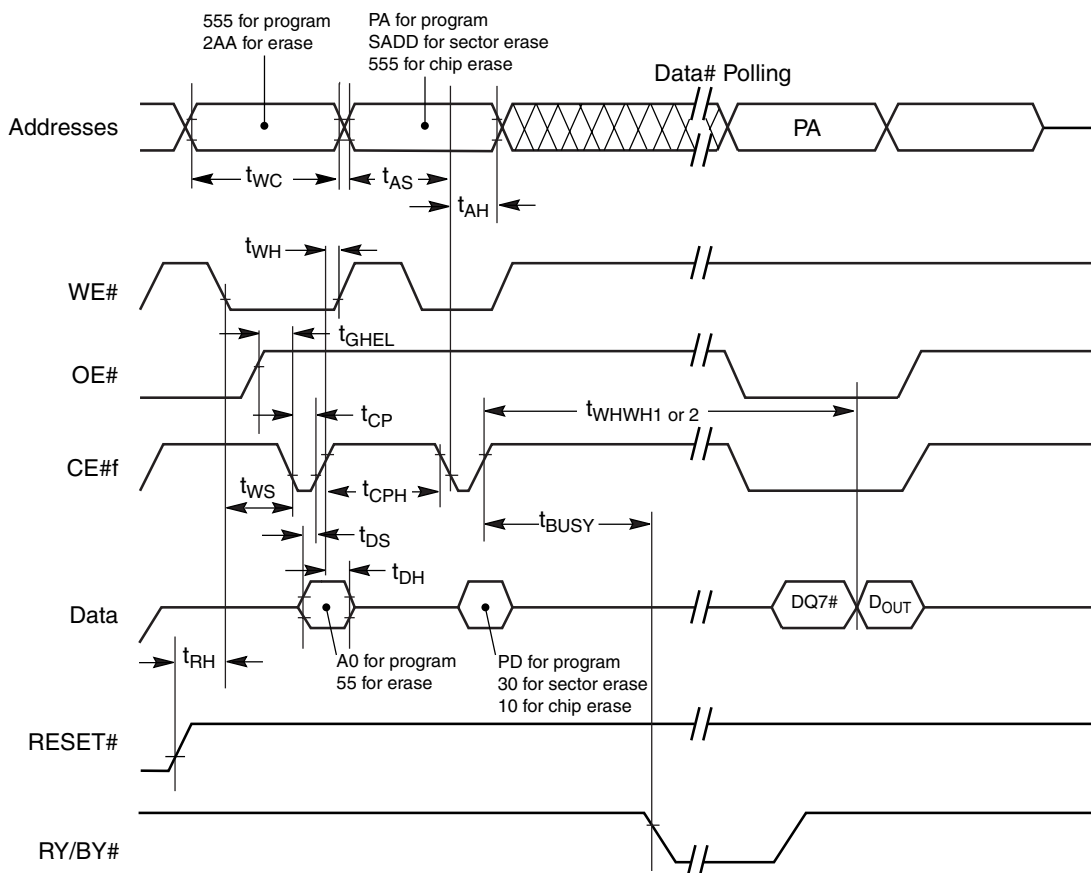 555 for program
2AA for erase
PA for program
SADD for sector erase
555 for chip erase
Data# Polling
Addresses
PA
tWC
tAS
tAH
tWH
WE#
tGHEL
OE#
tWHWH1 or 2
tCP
CE#f
tWS
tCPH
tBUSY
tDS
tDH
Data
DQ7#
DOUT
tRH
A0 for program
55 for erase
PD for program
30 for sector erase
10 for chip erase
RESET#
RY/BY#